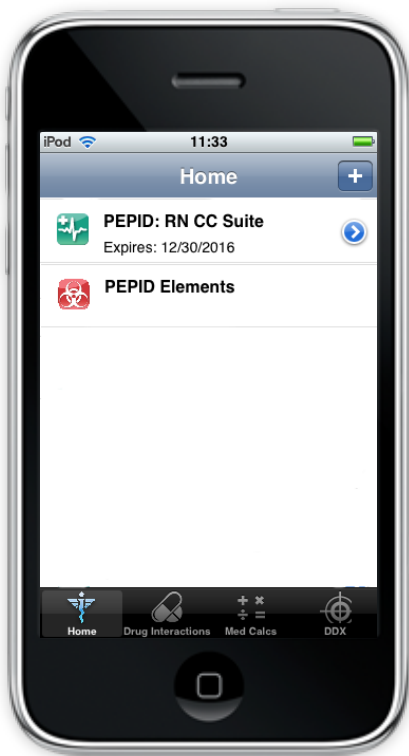 iPod 11:33
Home +
PEPID: RN CC Suite
Expires: 12/30/2016
PEPID Elements
Home Drug Interactions Med Calcs DDX